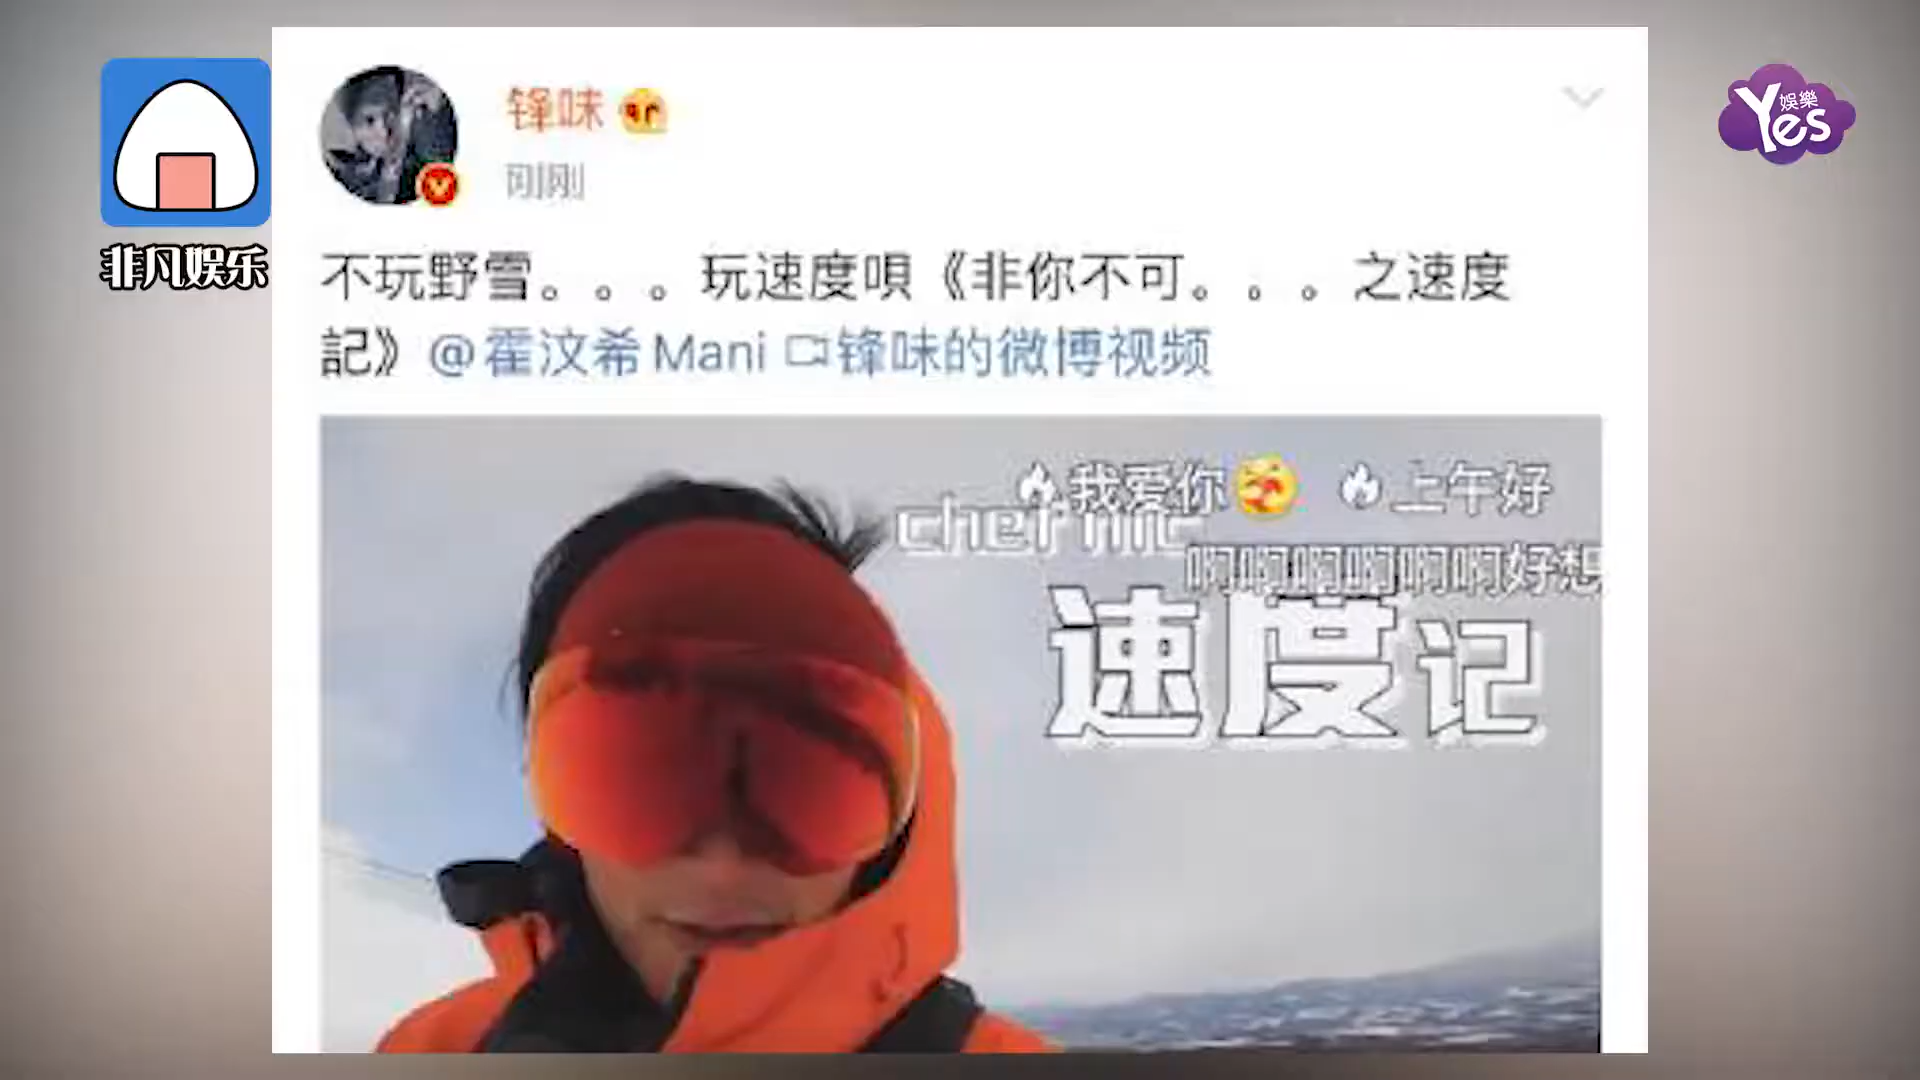 锋味
刚刚
不玩野雪。。。玩速度唄《非你不可。。。之速度
記》@霍汶希Mani 锋味的微博视频
我爱你 上午好
chef nic
啊啊啊啊啊啊好想
速度记
非凡娱乐
Yes
娛樂